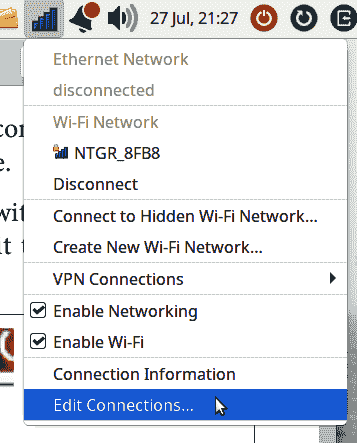 27 Jul, 21:27
Ethernet Network
disconnected
Wi-Fi Network
NTGR_8FB8
Disconnect
Connect to Hidden Wi-Fi Network...
Create New Wi-Fi Network...
VPN Connections
Enable Networking
Enable Wi-Fi
Connection Information
Edit Connections...